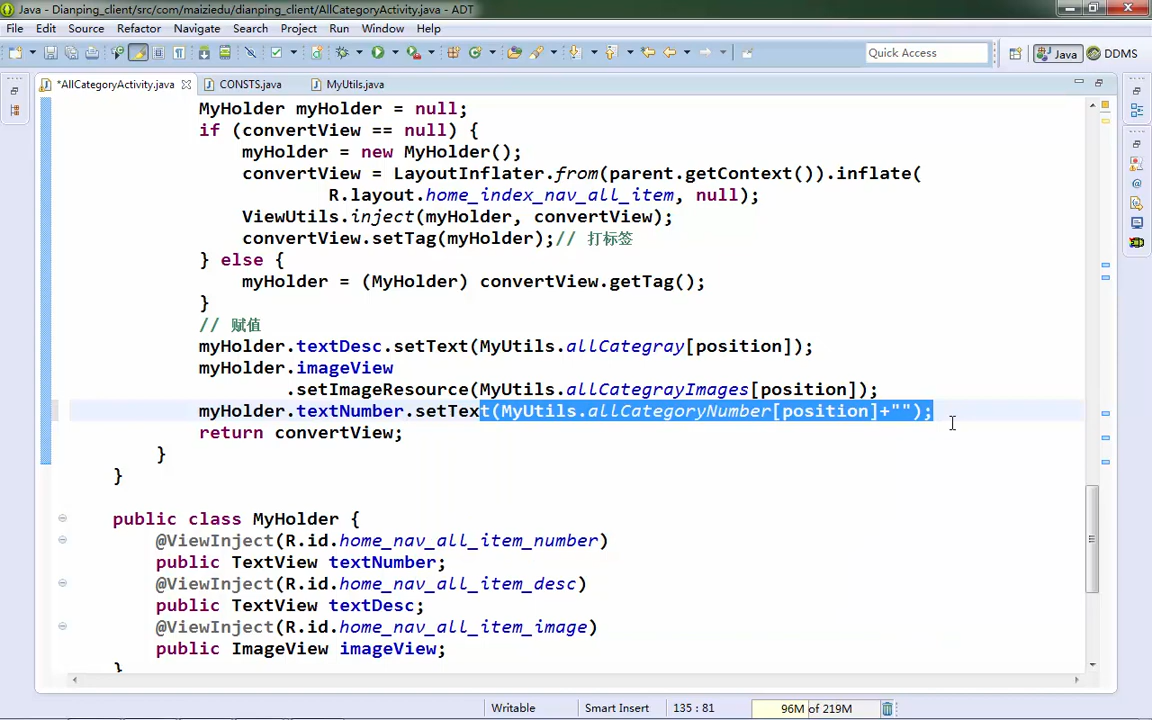 Java - Dianping_client/src/com/maiziedu/dianping_client/AllCategoryActivity.java - ADT
File Edit Source Refactor Navigate Search Project Run Window Help
Quick Access Java DDMS
*AllCategoryActivity.java CONSTS.java MyUtils.java
MyHolder myHolder = null;
if (convertView == null) {
myHolder = new MyHolder();
convertView = LayoutInflater.from(parent.getContext()).inflate(
R.layout.home_index_nav_all_item, null);
ViewUtils.inject(myHolder, convertView);
convertView.setTag(myHolder);// 打标签
} else {
myHolder = (MyHolder) convertView.getTag();
}
// 赋值
myHolder.textDesc.setText(MyUtils.allCategray[position]);
myHolder.imageView
.setImageResource(MyUtils.allCategrayImages[position]);
myHolder.textNumber.setText(MyUtils.allCategoryNumber[position]+"");
return convertView;
}
}
public class MyHolder {
@ViewInject(R.id.home_nav_all_item_number)
public TextView textNumber;
@ViewInject(R.id.home_nav_all_item_desc)
public TextView textDesc;
@ViewInject(R.id.home_nav_all_item_image)
public ImageView imageView;
}
Writable Smart Insert 135 : 81 96M of 219M